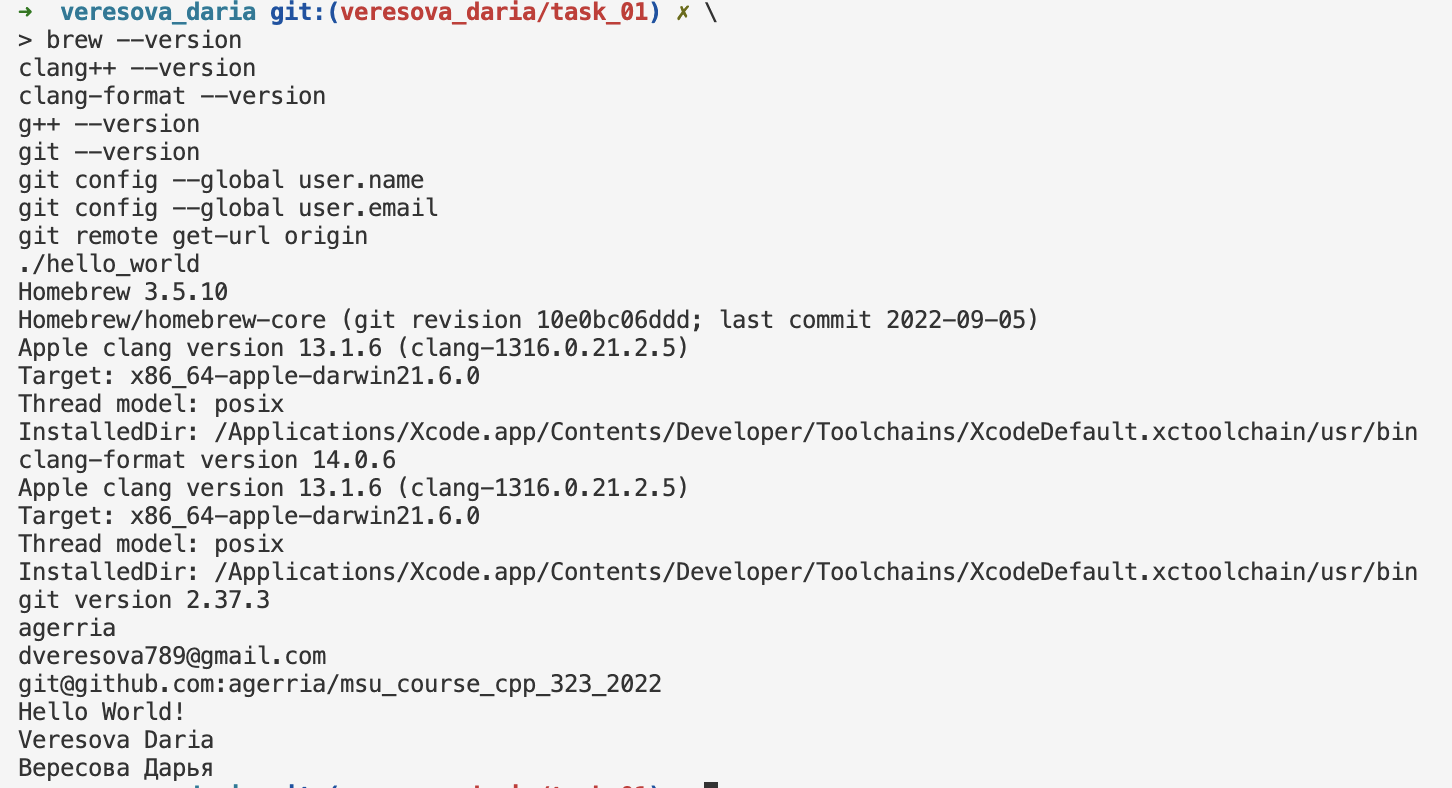 ➜  veresova_daria git:(veresova_daria/task_01) ✗ \
> brew --version
clang++ --version
clang-format --version
g++ --version
git --version
git config --global user.name
git config --global user.email
git remote get-url origin
./hello_world
Homebrew 3.5.10
Homebrew/homebrew-core (git revision 10e0bc06ddd; last commit 2022-09-05)
Apple clang version 13.1.6 (clang-1316.0.21.2.5)
Target: x86_64-apple-darwin21.6.0
Thread model: posix
InstalledDir: /Applications/Xcode.app/Contents/Developer/Toolchains/XcodeDefault.xctoolchain/usr/bin
clang-format version 14.0.6
Apple clang version 13.1.6 (clang-1316.0.21.2.5)
Target: x86_64-apple-darwin21.6.0
Thread model: posix
InstalledDir: /Applications/Xcode.app/Contents/Developer/Toolchains/XcodeDefault.xctoolchain/usr/bin
git version 2.37.3
agerria
dveresova789@gmail.com
git@github.com:agerria/msu_course_cpp_323_2022
Hello World!
Veresova Daria
Вересова Дарья